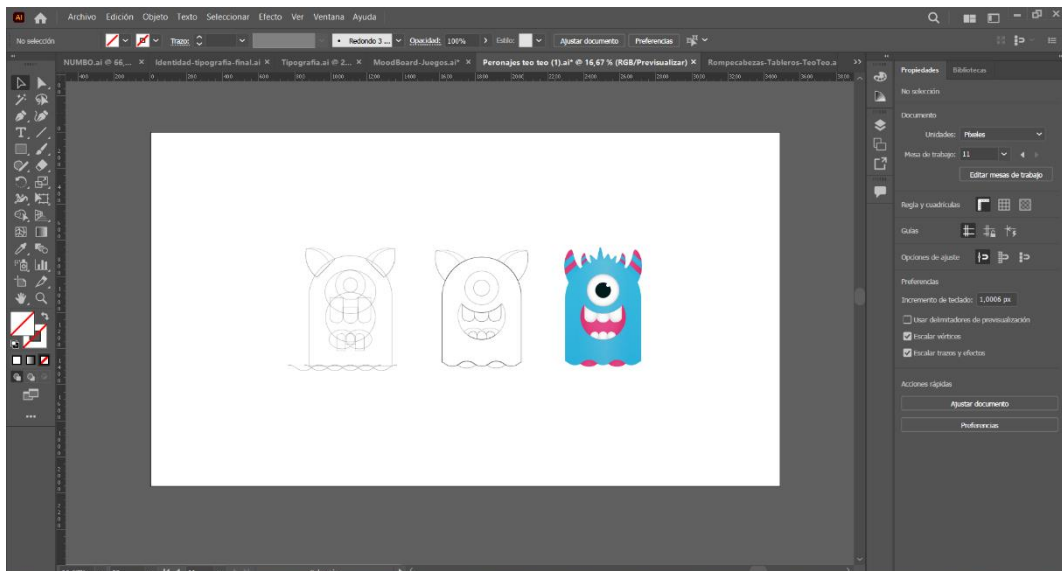 Ai
Archivo Edición Objeto Texto Seleccionar Efecto Ver Ventana Ayuda
No selección Trazo: Redondo 3 ... Opacidad: 100% Estilo: Ajustar documento Preferencias
NUMBO.ai @ 66,... × Identidad-tipografia-final.ai × Tipografia.ai @ 2... × MoodBoard-Juegos.ai* × Peronajes teo teo (1).ai* @ 16,67 % (RGB/Previsualizar) × Rompecabezas-Tableros-TeoTeo.a
Propiedades Bibliotecas
No selección
Documento
Unidades: Píxeles
Mesa de trabajo: 11
Editar mesas de trabajo
Regla y cuadrículas
Guías
Opciones de ajuste
Preferencias
Incremento de teclado: 1,0006 px
Usar delimitadores de previsualización
Escalar vértices
Escalar trazos y efectos
Acciones rápidas
Ajustar documento
Preferencias